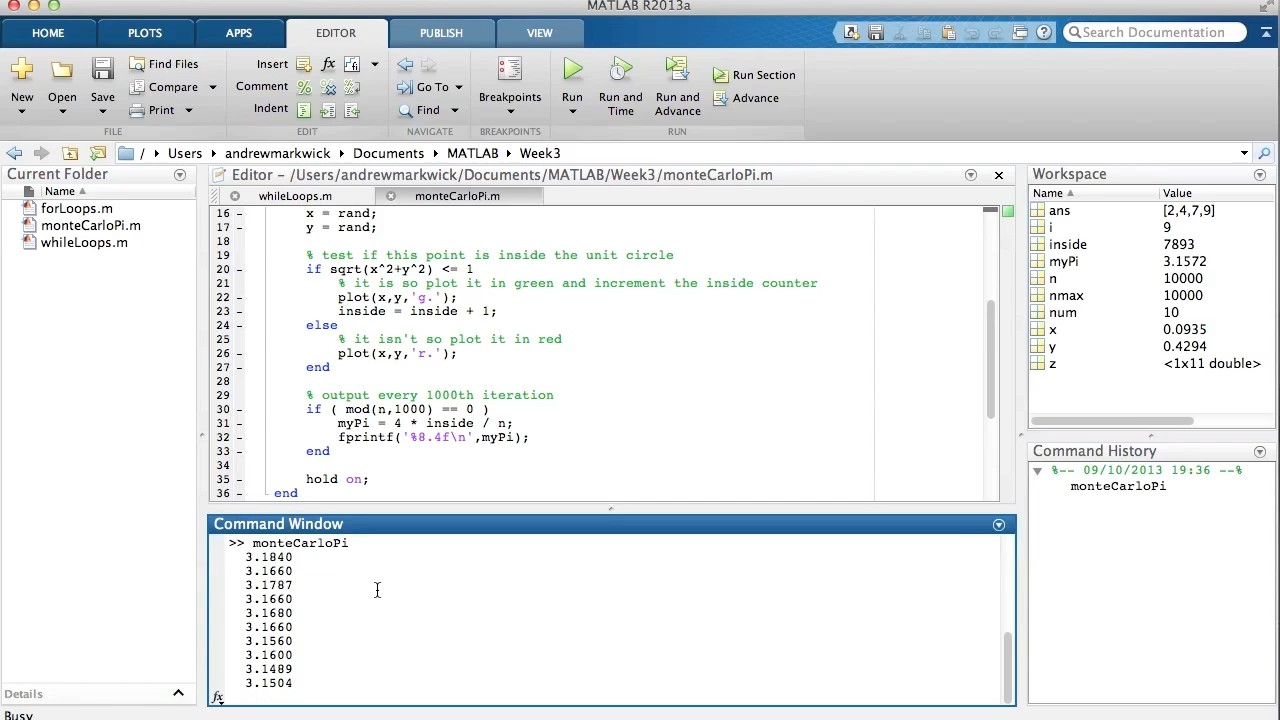 MATLAB R2013a
HOME PLOTS APPS EDITOR PUBLISH VIEW
Search Documentation
New
Open
Save
Find Files
Compare
Print
FILE
Insert
Comment
Indent
EDIT
Go To
Find
NAVIGATE
Breakpoints
BREAKPOINTS
Run
Run and Time
Run and Advance
Run Section
Advance
RUN
/ Users andrewmarkwick Documents MATLAB Week3
Current Folder
Name
forLoops.m
monteCarloPi.m
whileLoops.m
Details
Busy
Editor – /Users/andrewmarkwick/Documents/MATLAB/Week3/monteCarloPi.m
whileLoops.m monteCarloPi.m
16 – x = rand;
17 – y = rand;
18
19 % test if this point is inside the unit circle
20 – if sqrt(x^2+y^2) <= 1
21 % it is so plot it in green and increment the inside counter
22 – plot(x,y,'g.');
23 – inside = inside + 1;
24 – else
25 % it isn't so plot it in red
26 – plot(x,y,'r.');
27 – end
28
29 % output every 1000th iteration
30 – if ( mod(n,1000) == 0 )
31 – myPi = 4 * inside / n;
32 – fprintf('%8.4f\n',myPi);
33 – end
34
35 – hold on;
36 – end
Command Window
>> monteCarloPi
3.1840
3.1660
3.1787
3.1660
3.1680
3.1660
3.1560
3.1600
3.1489
3.1504
fx
Workspace
Name Value
ans [2,4,7,9]
i 9
inside 7893
myPi 3.1572
n 10000
nmax 10000
num 10
x 0.0935
y 0.4294
z <1x11 double>
Command History
%-- 09/10/2013 19:36 --%
monteCarloPi